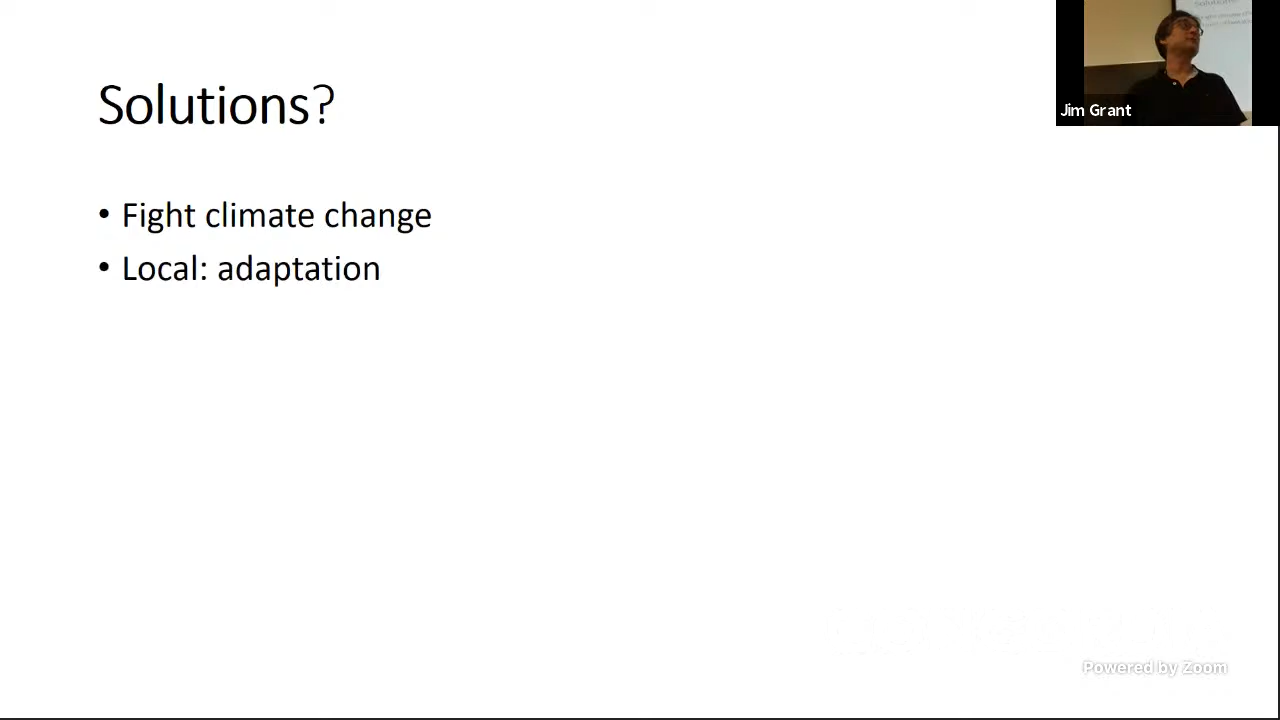 Solutions?
• Fight climate change
• Local: adaptation
Jim Grant
Powered by Zoom